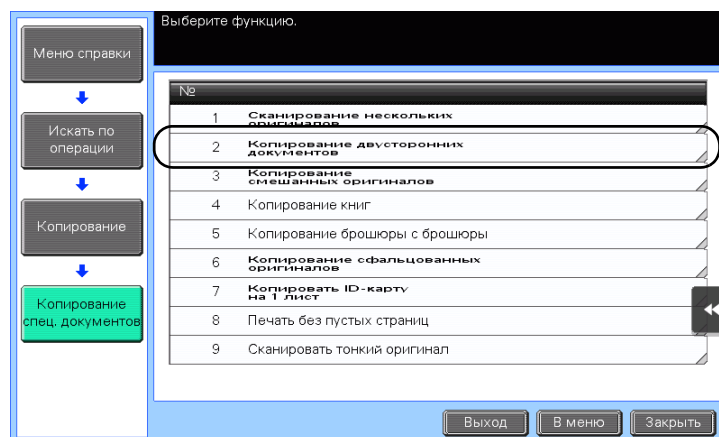 Выберите функцию.
Меню справки
Искать по
операции
Копирование
Копирование
спец. документов
№
1 Сканирование нескольких
оригиналов
2 Копирование двусторонних
документов
3 Копирование
смешанных оригиналов
4 Копирование книг
5 Копирование брошюры с брошюры
6 Копирование сфальцованных
оригиналов
7 Копировать ID-карту
на 1 лист
8 Печать без пустых страниц
9 Сканировать тонкий оригинал
Выход В меню Закрыть